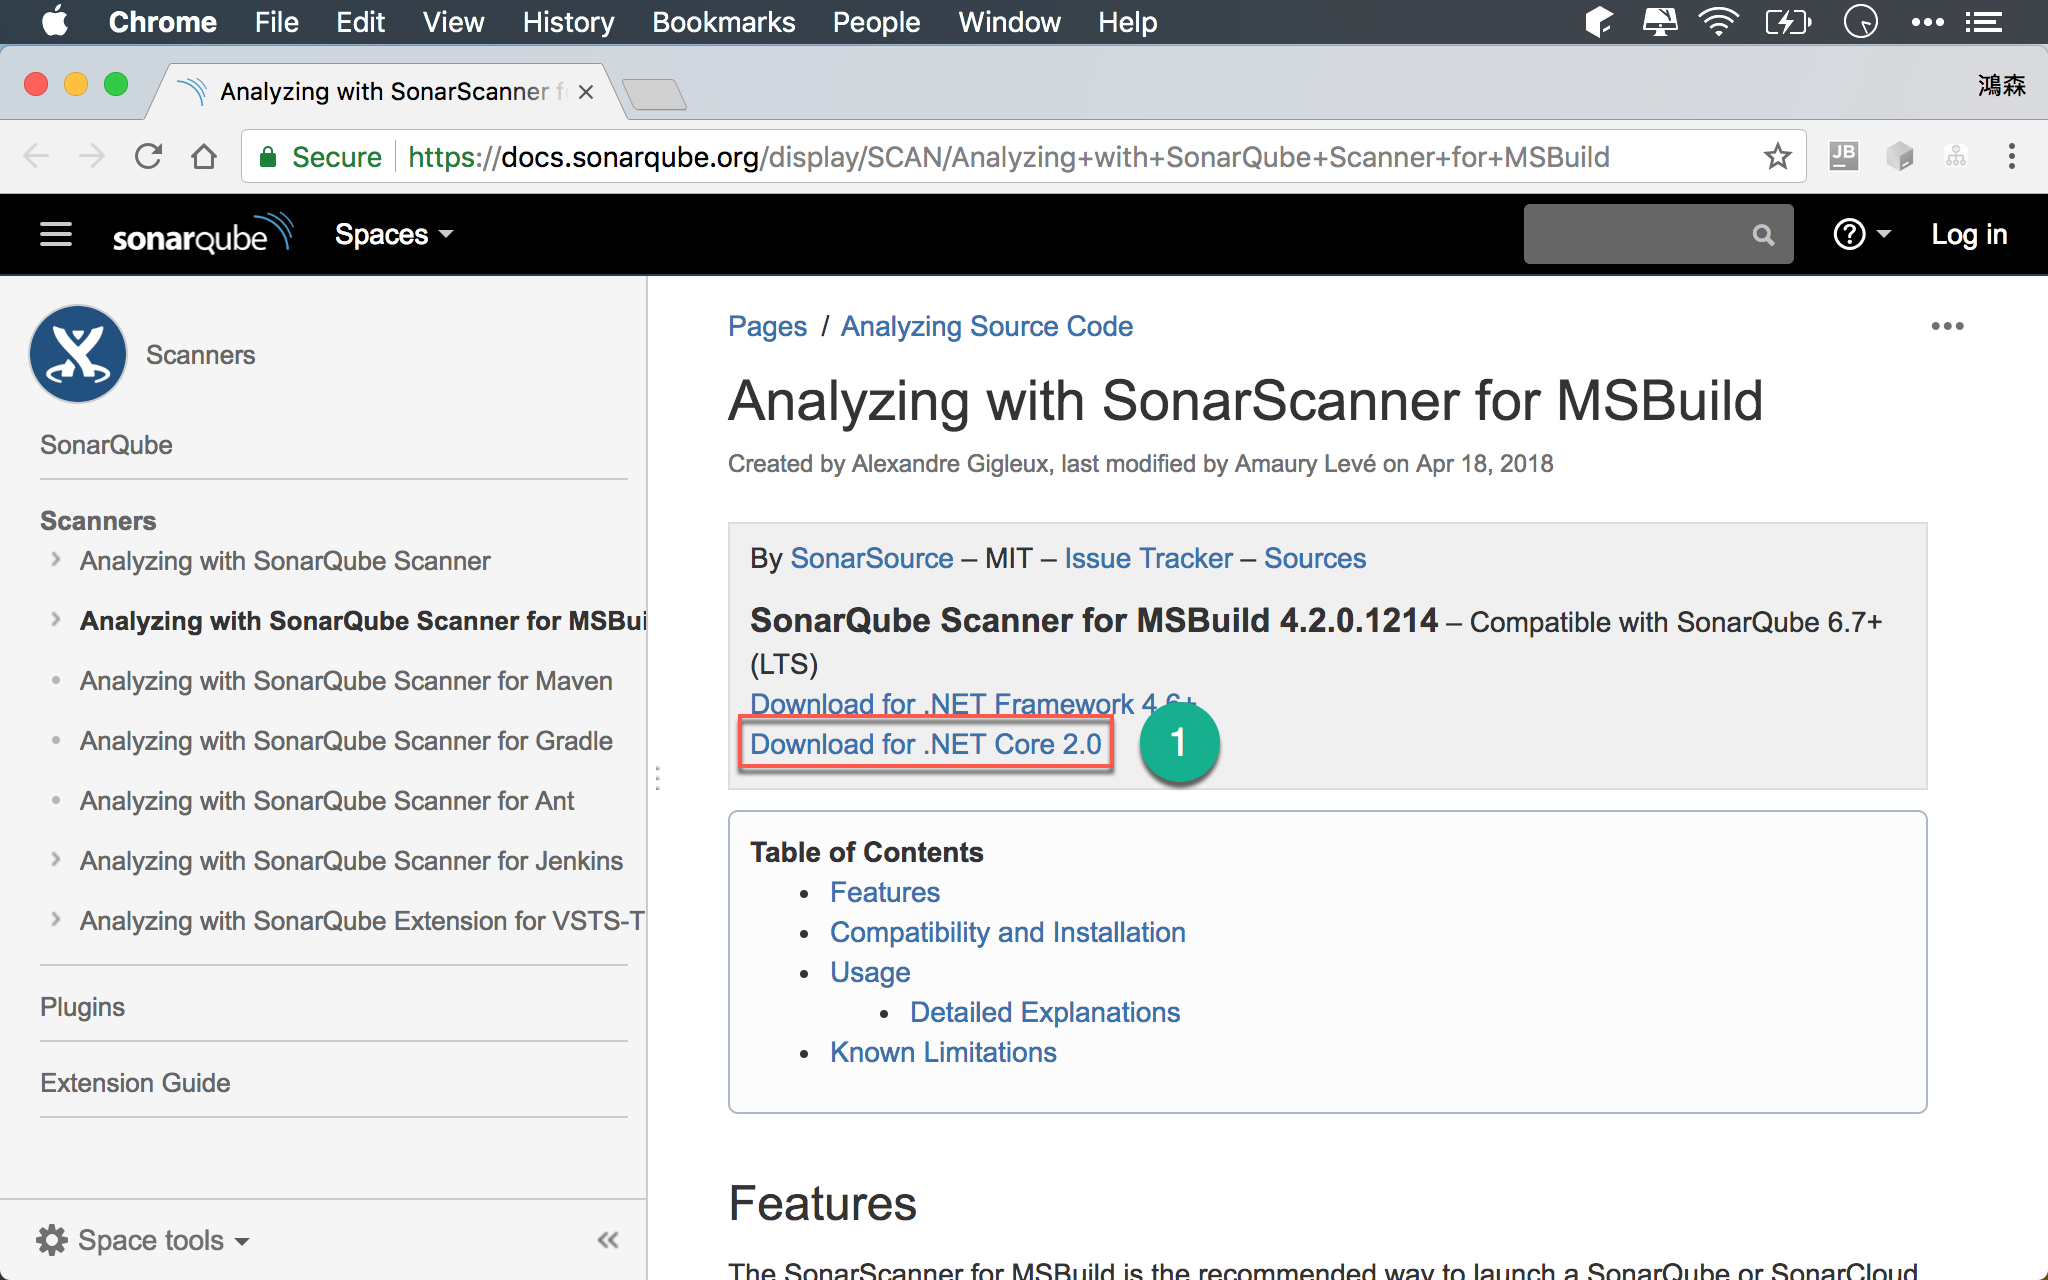 Chrome File Edit View History Bookmarks People Window Help
Analyzing with SonarScanner f
鴻森
Secure https://docs.sonarqube.org/display/SCAN/Analyzing+with+SonarQube+Scanner+for+MSBuild
JB
sonarqube Spaces Log in
Scanners
SonarQube
Scanners
Analyzing with SonarQube Scanner
Analyzing with SonarQube Scanner for MSBui
Analyzing with SonarQube Scanner for Maven
Analyzing with SonarQube Scanner for Gradle
Analyzing with SonarQube Scanner for Ant
Analyzing with SonarQube Scanner for Jenkins
Analyzing with SonarQube Extension for VSTS-T
Plugins
Extension Guide
Space tools
Pages / Analyzing Source Code
Analyzing with SonarScanner for MSBuild
Created by Alexandre Gigleux, last modified by Amaury Levé on Apr 18, 2018
By SonarSource – MIT – Issue Tracker – Sources
SonarQube Scanner for MSBuild 4.2.0.1214 – Compatible with SonarQube 6.7+
(LTS)
Download for .NET Framework 4.6+
Download for .NET Core 2.0
1
Table of Contents
Features
Compatibility and Installation
Usage
Detailed Explanations
Known Limitations
Features
The SonarScanner for MSBuild is the recommended way to launch a SonarQube or SonarCloud